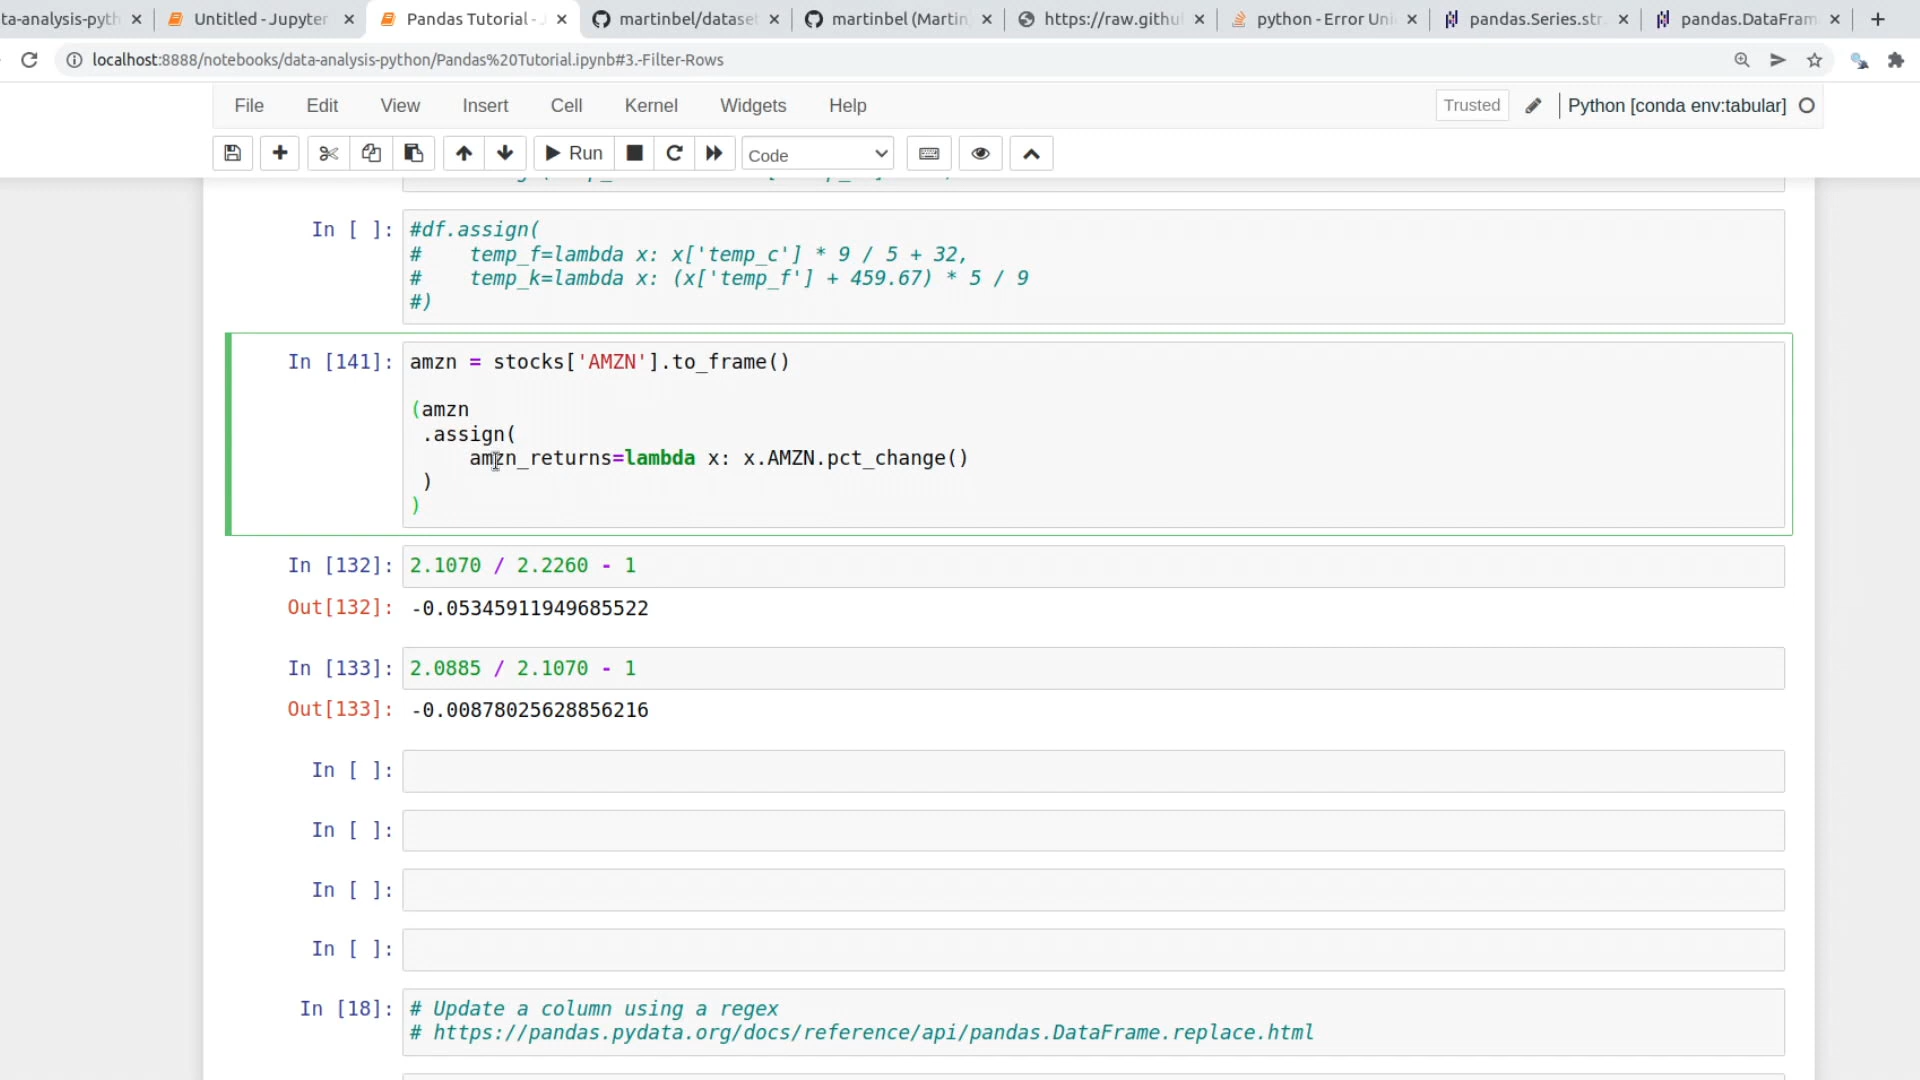 ta-analysis-pyth
Untitled - Jupyter
Pandas Tutorial -
martinbel/dataset
martinbel (Martin
https://raw.githu
python - Error Uni
pandas.Series.str
pandas.DataFram
localhost:8888/notebooks/data-analysis-python/Pandas%20Tutorial.ipynb#3.-Filter-Rows
File Edit View Insert Cell Kernel Widgets Help
Trusted
Python [conda env:tabular]
Run
Code
In [ ]:
#df.assign(
#    temp_f=lambda x: x['temp_c'] * 9 / 5 + 32,
#    temp_k=lambda x: (x['temp_f'] + 459.67) * 5 / 9
#)
In [141]:
amzn = stocks['AMZN'].to_frame()
(amzn
 .assign(
     amzn_returns=lambda x: x.AMZN.pct_change()
 )
)
In [132]:
2.1070 / 2.2260 - 1
Out[132]:
-0.05345911949685522
In [133]:
2.0885 / 2.1070 - 1
Out[133]:
-0.00878025628856216
In [ ]:
In [ ]:
In [ ]:
In [ ]:
In [18]:
# Update a column using a regex
# https://pandas.pydata.org/docs/reference/api/pandas.DataFrame.replace.html